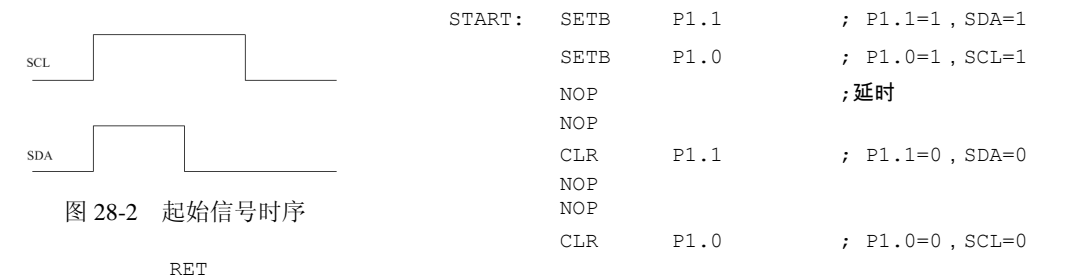 START: SETB P1.1 ; P1.1=1，SDA=1
SETB P1.0 ; P1.0=1，SCL=1
NOP ;延时
NOP
CLR P1.1 ; P1.1=0，SDA=0
NOP
NOP
CLR P1.0 ; P1.0=0，SCL=0
SCL
SDA
图 28-2 起始信号时序
RET